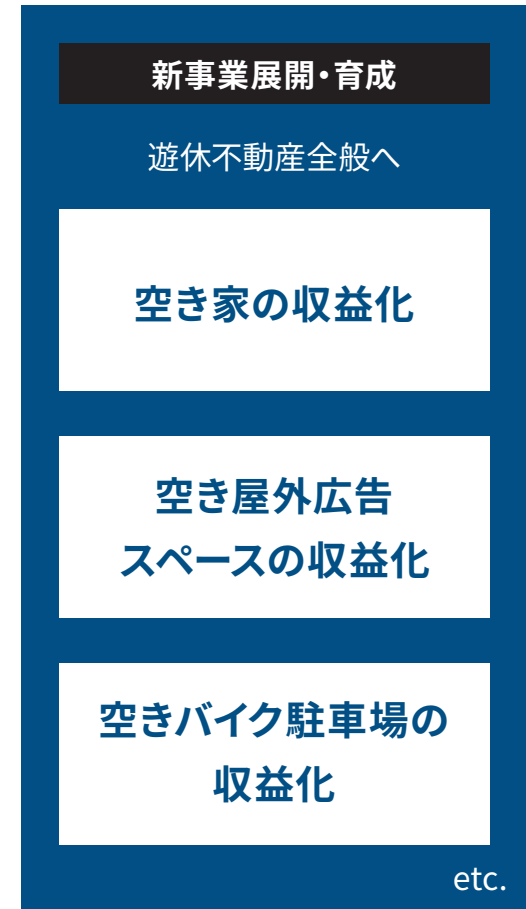 新事業展開・育成
遊休不動産全般へ
空き家の収益化
空き屋外広告
スペースの収益化
空きバイク駐車場の
収益化
etc.